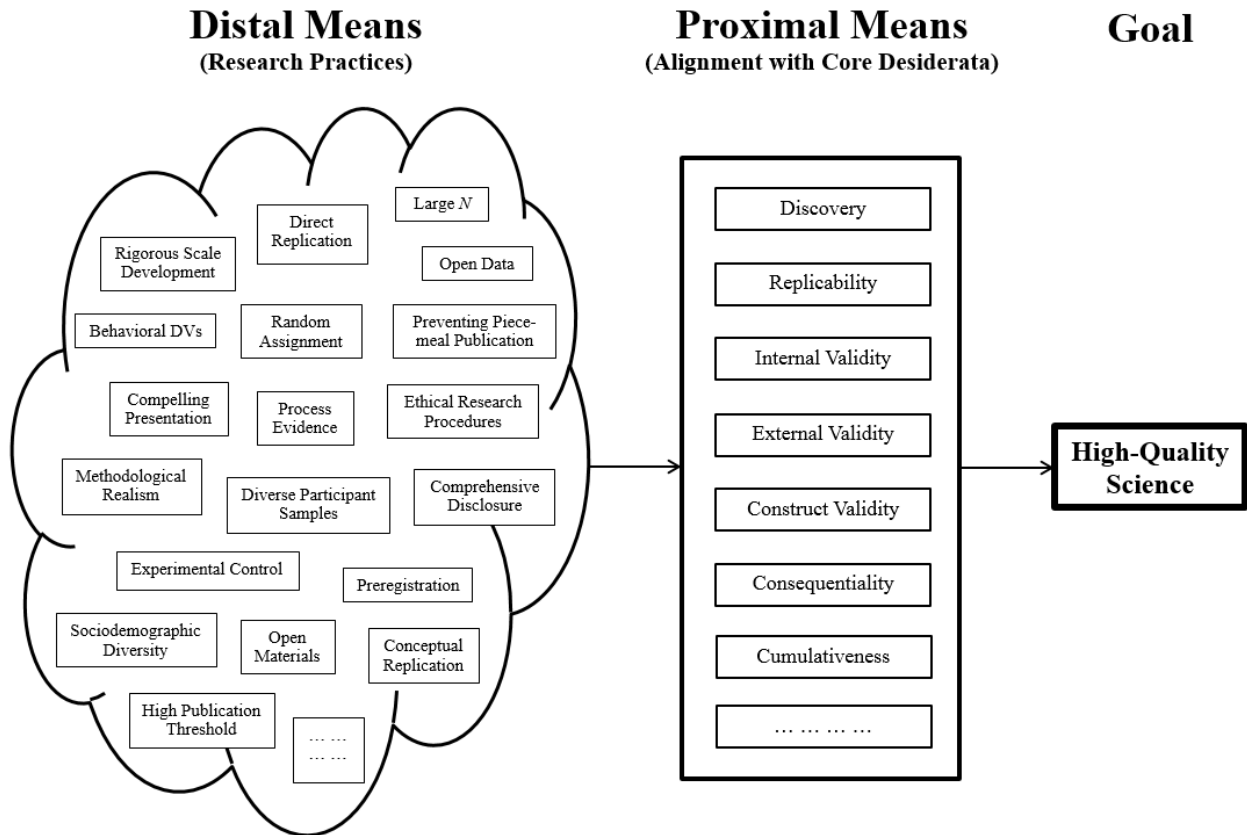 Distal Means
(Research Practices)
Proximal Means
(Alignment with Core Desiderata)
Goal
Large N
Direct
Replication
Rigorous Scale
Development
Open Data
Behavioral DVs
Random
Assignment
Preventing Piece-
meal Publication
Compelling
Presentation
Process
Evidence
Ethical Research
Procedures
Methodological
Realism
Diverse Participant
Samples
Comprehensive
Disclosure
Experimental Control
Preregistration
Sociodemographic
Diversity
Open
Materials
Conceptual
Replication
High Publication
Threshold
... ...
... ...
Discovery
Replicability
Internal Validity
External Validity
Construct Validity
Consequentiality
Cumulativeness
... ... ... ...
High-Quality
Science